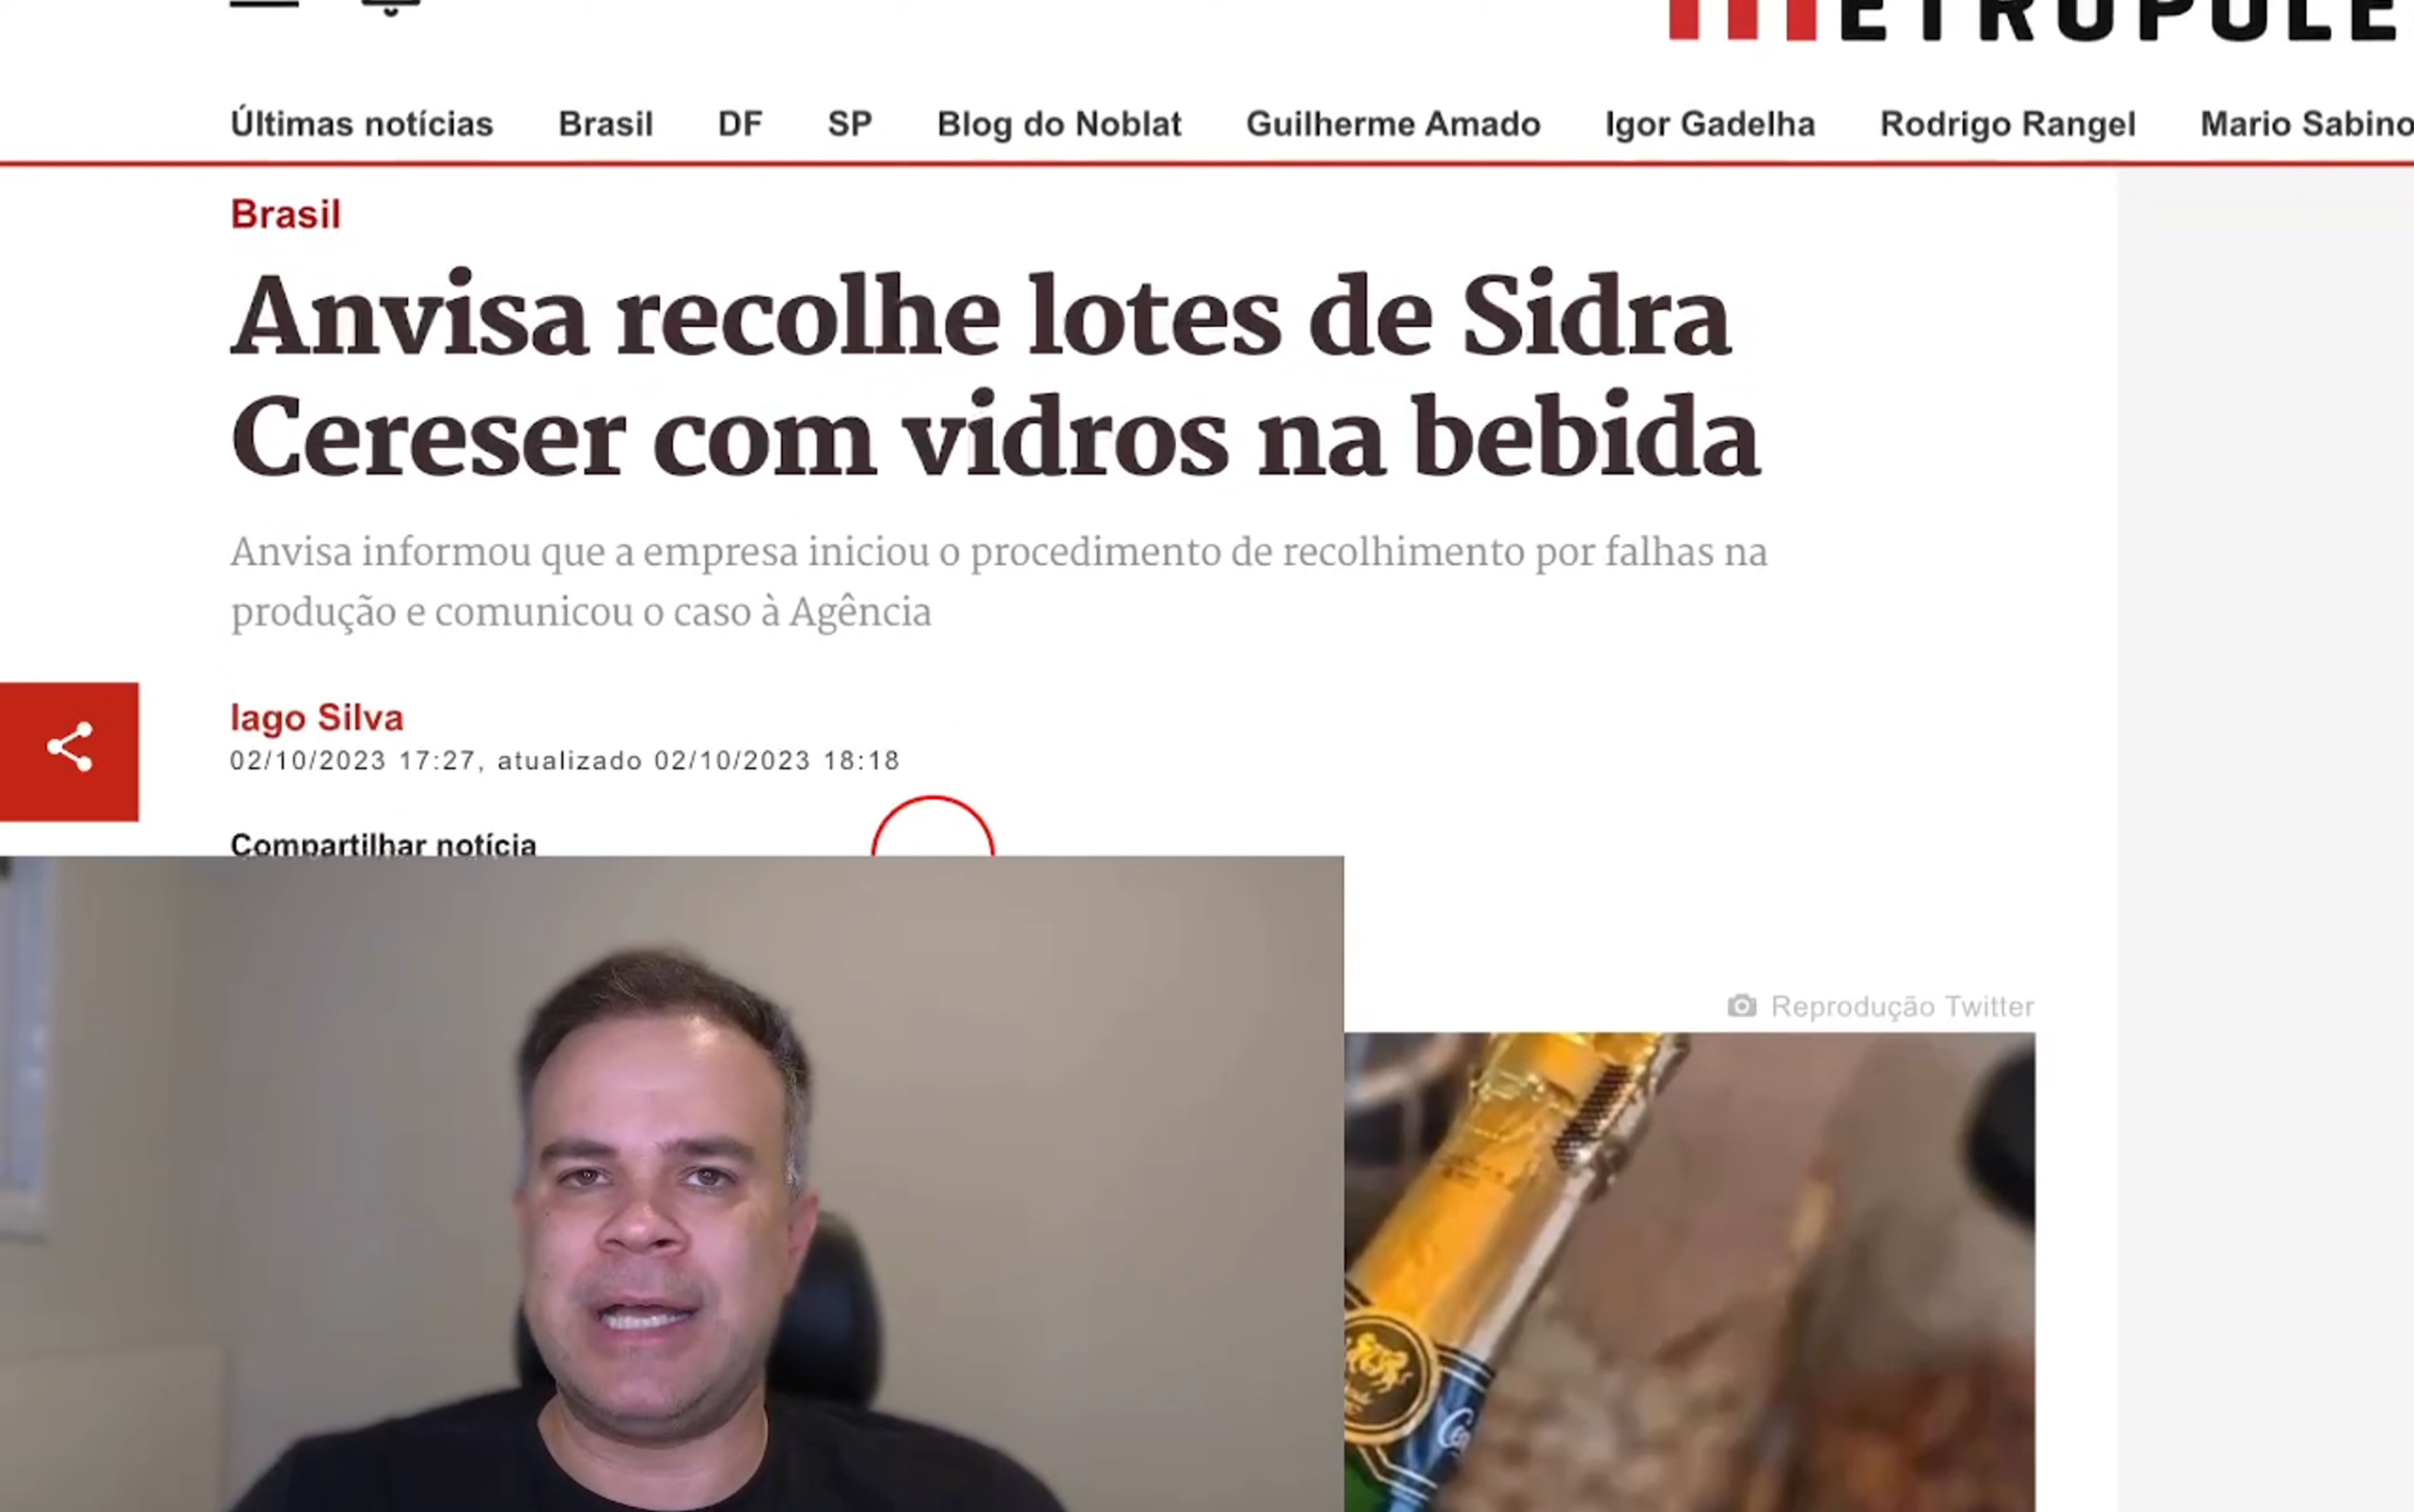 METRÓPOLE
Últimas notícias Brasil DF SP Blog do Noblat Guilherme Amado Igor Gadelha Rodrigo Rangel Mario Sabino
Brasil
Anvisa recolhe lotes de Sidra
Cereser com vidros na bebida
Anvisa informou que a empresa iniciou o procedimento de recolhimento por falhas na
produção e comunicou o caso à Agência
Iago Silva
02/10/2023 17:27, atualizado 02/10/2023 18:18
Compartilhar notícia
Reprodução Twitter